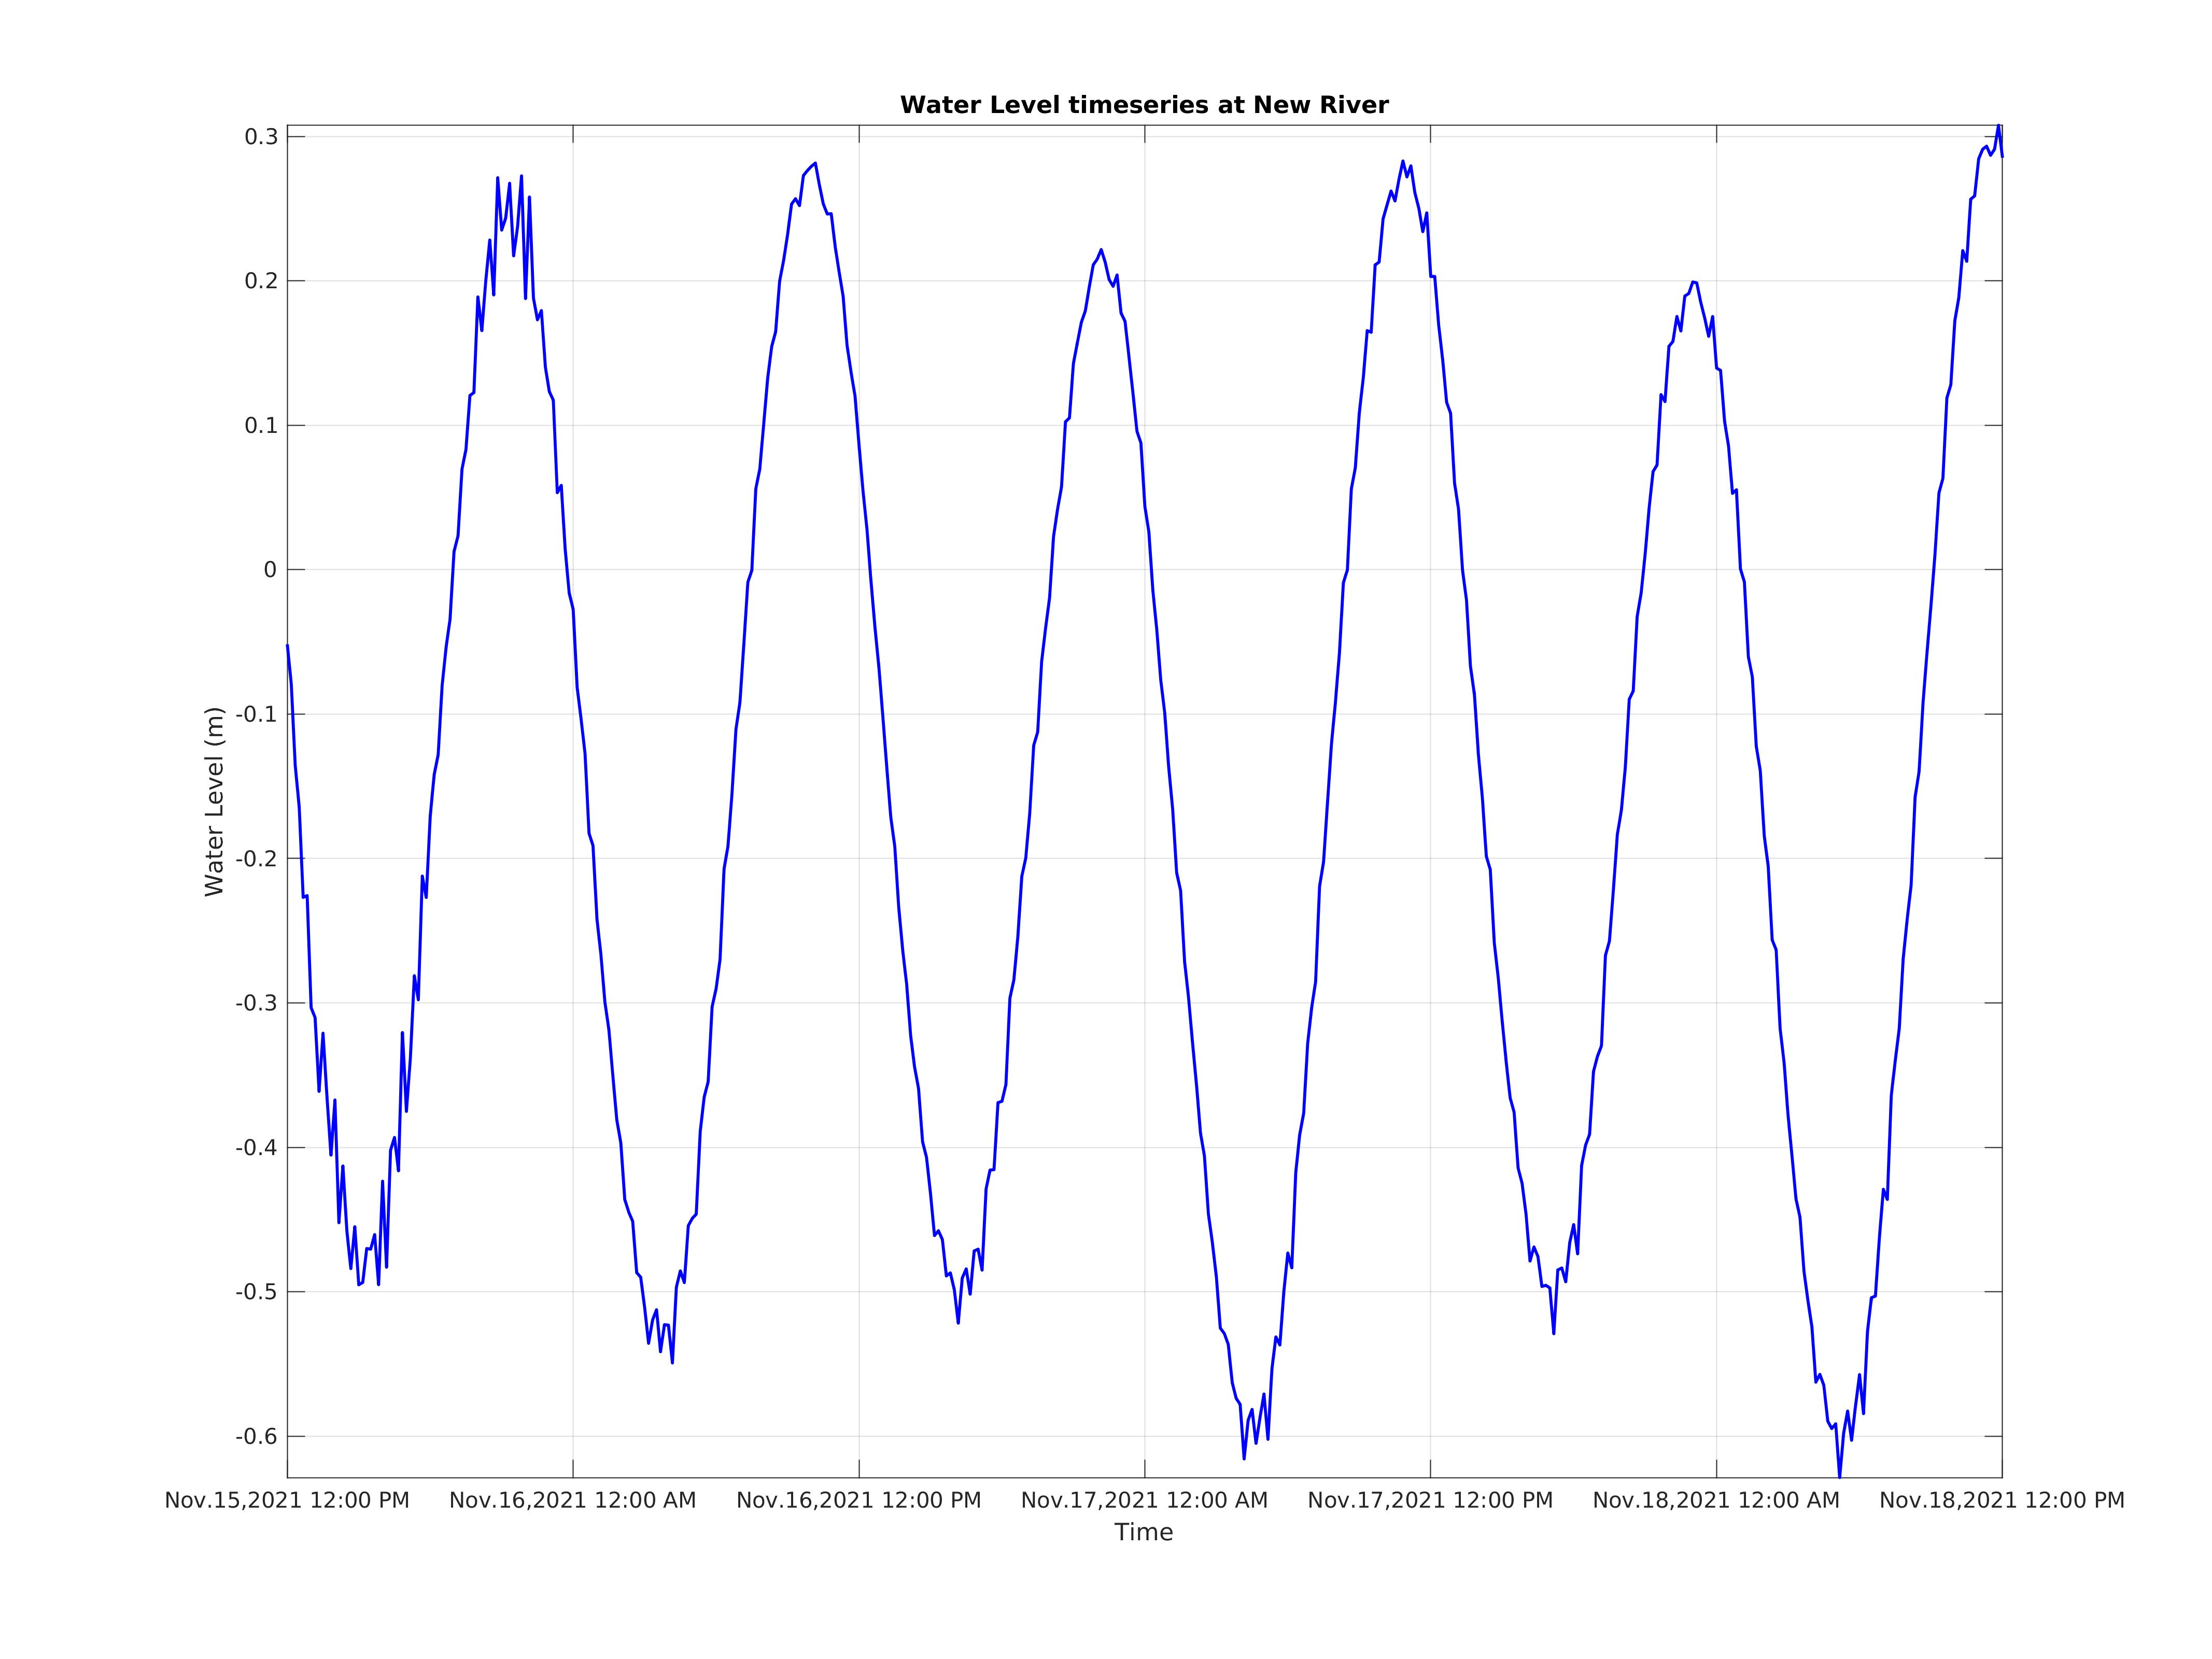 Water Level timeseries at New River
0.3
0.2
0.1
0
-0.1
-0.2
-0.3
-0.4
-0.5
-0.6
Water Level (m)
Nov.15,2021 12:00 PM Nov.16,2021 12:00 AM Nov.16,2021 12:00 PM Nov.17,2021 12:00 AM Nov.17,2021 12:00 PM Nov.18,2021 12:00 AM Nov.18,2021 12:00 PM
Time